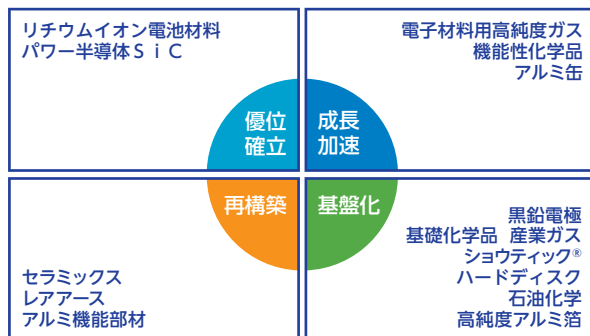 リチウムイオン電池材料
パワー半導体ＳｉＣ
優位
確立
電子材料用高純度ガス
機能性化学品
アルミ缶
成長
加速
再構築
セラミックス
レアアース
アルミ機能部材
基盤化
黒鉛電極
基礎化学品 産業ガス
ショウティック®
ハードディスク
石油化学
高純度アルミ箔